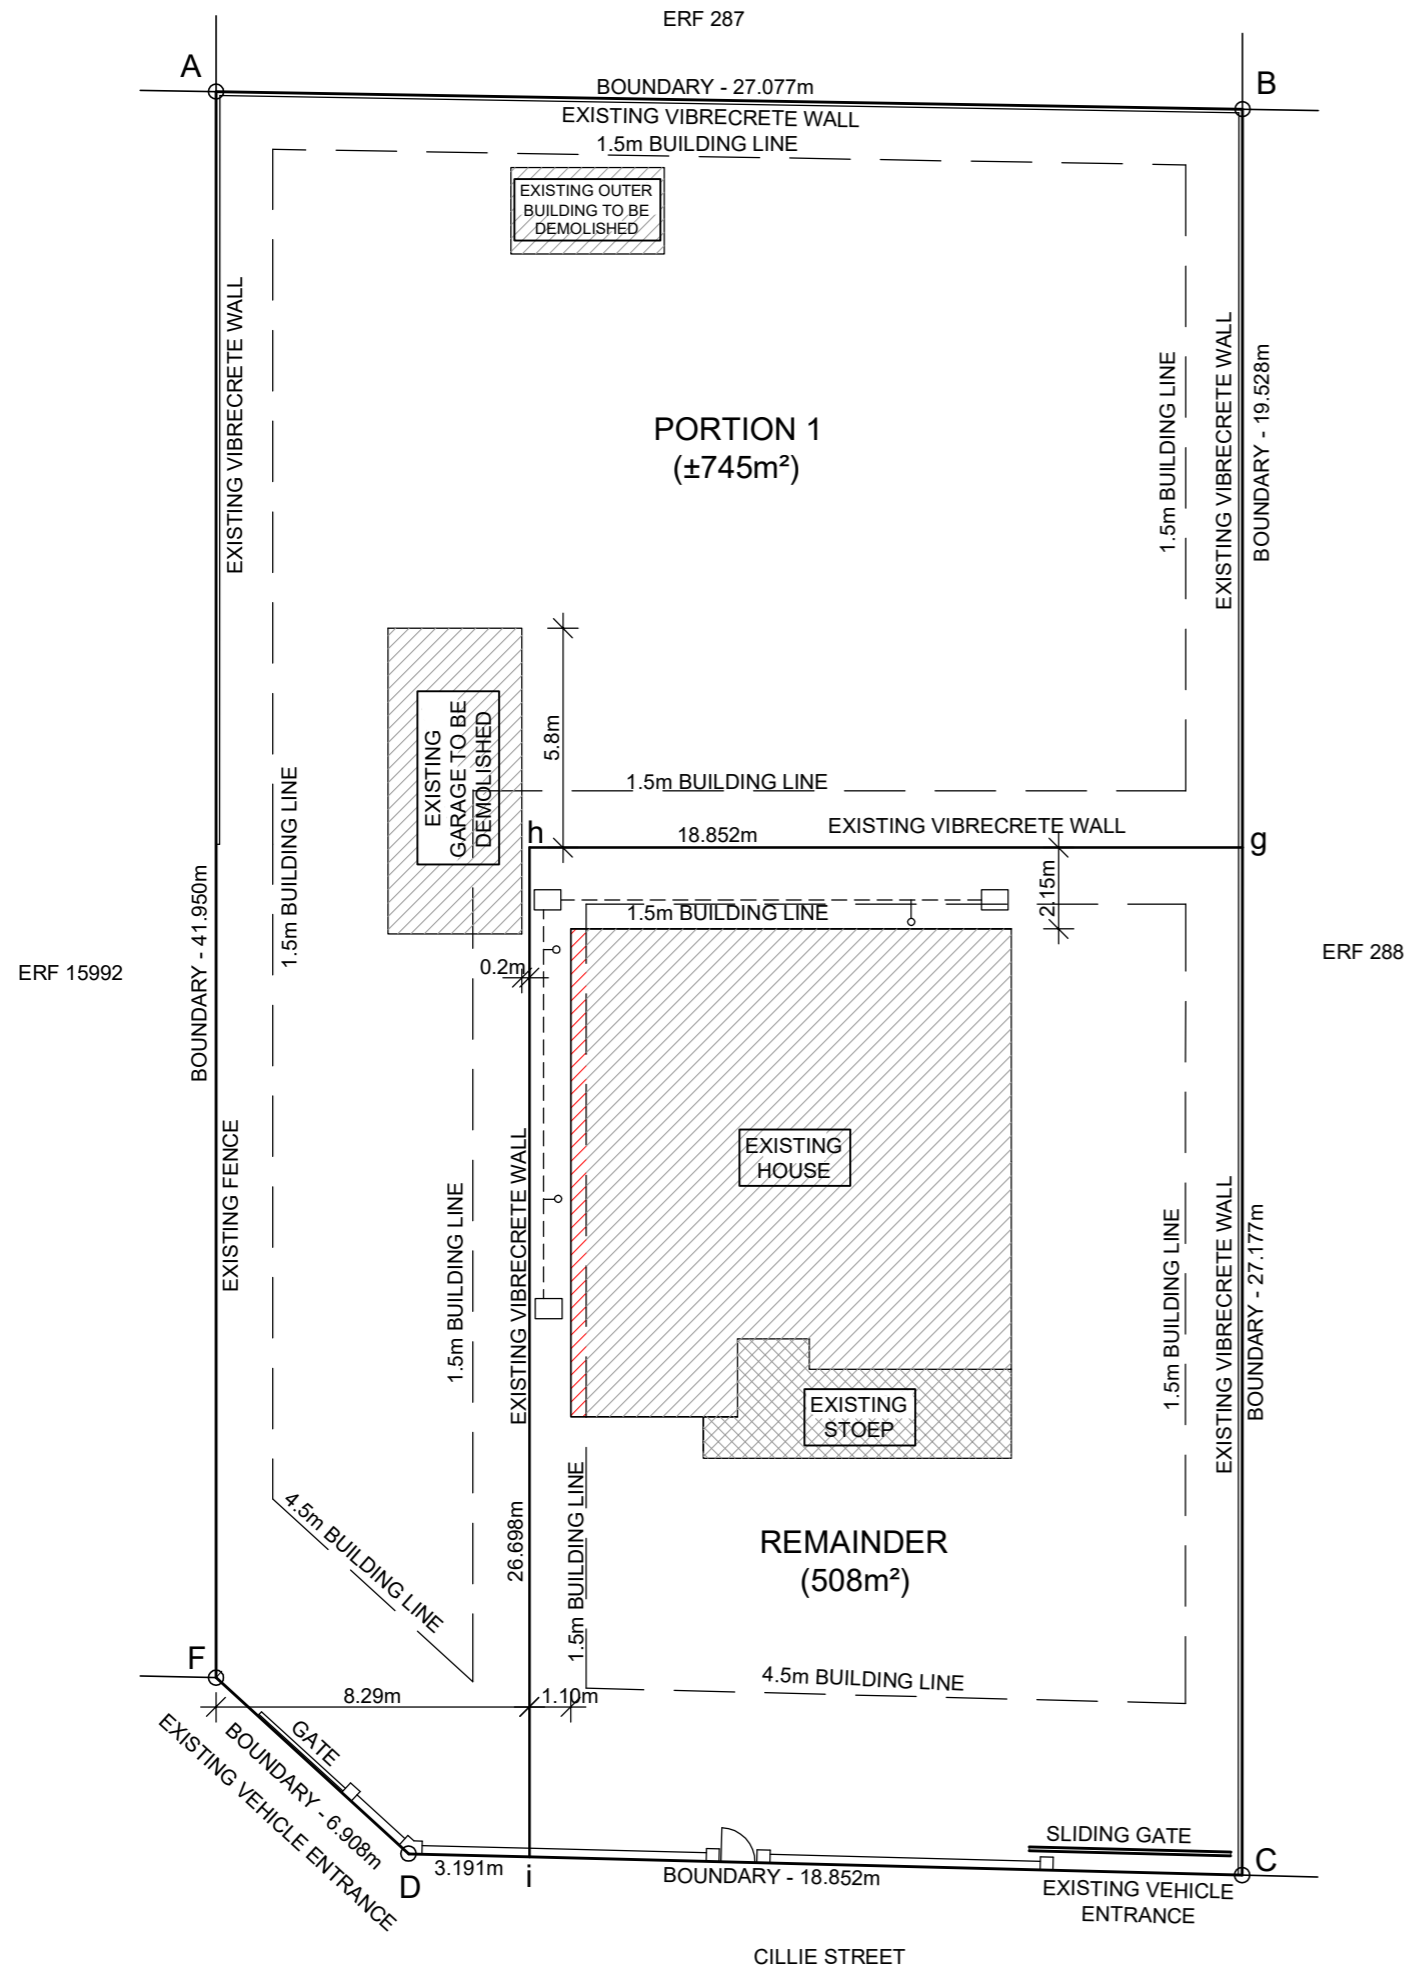 ERF 287
A
BOUNDARY - 27.077m
B
EXISTING VIBRECRETE WALL
1.5m BUILDING LINE
EXISTING OUTER
BUILDING TO BE
DEMOLISHED
EXISTING VIBRECRETE WALL
PORTION 1
(±745m²)
1.5m BUILDING LINE
EXISTING VIBRECRETE WALL
BOUNDARY - 19.528m
EXISTING
GARAGE TO BE
DEMOLISHED
5.8m
1.5m BUILDING LINE
1.5m BUILDING LINE
h
18.852m
EXISTING VIBRECRETE WALL
g
2.15m
1.5m BUILDING LINE
BOUNDARY - 41.950m
ERF 15992
0.2m
ERF 288
EXISTING FENCE
1.5m BUILDING LINE
EXISTING VIBRECRETE WALL
EXISTING
HOUSE
1.5m BUILDING LINE
EXISTING VIBRECRETE WALL
BOUNDARY - 27.177m
EXISTING
STOEP
4.5m BUILDING LINE
26.698m
1.5m BUILDING LINE
REMAINDER
(508m²)
F
4.5m BUILDING LINE
8.29m
1.10m
GATE
BOUNDARY - 6.908m
EXISTING VEHICLE ENTRANCE
D
3.191m
i
BOUNDARY - 18.852m
SLIDING GATE
C
EXISTING VEHICLE
ENTRANCE
CILLIE STREET